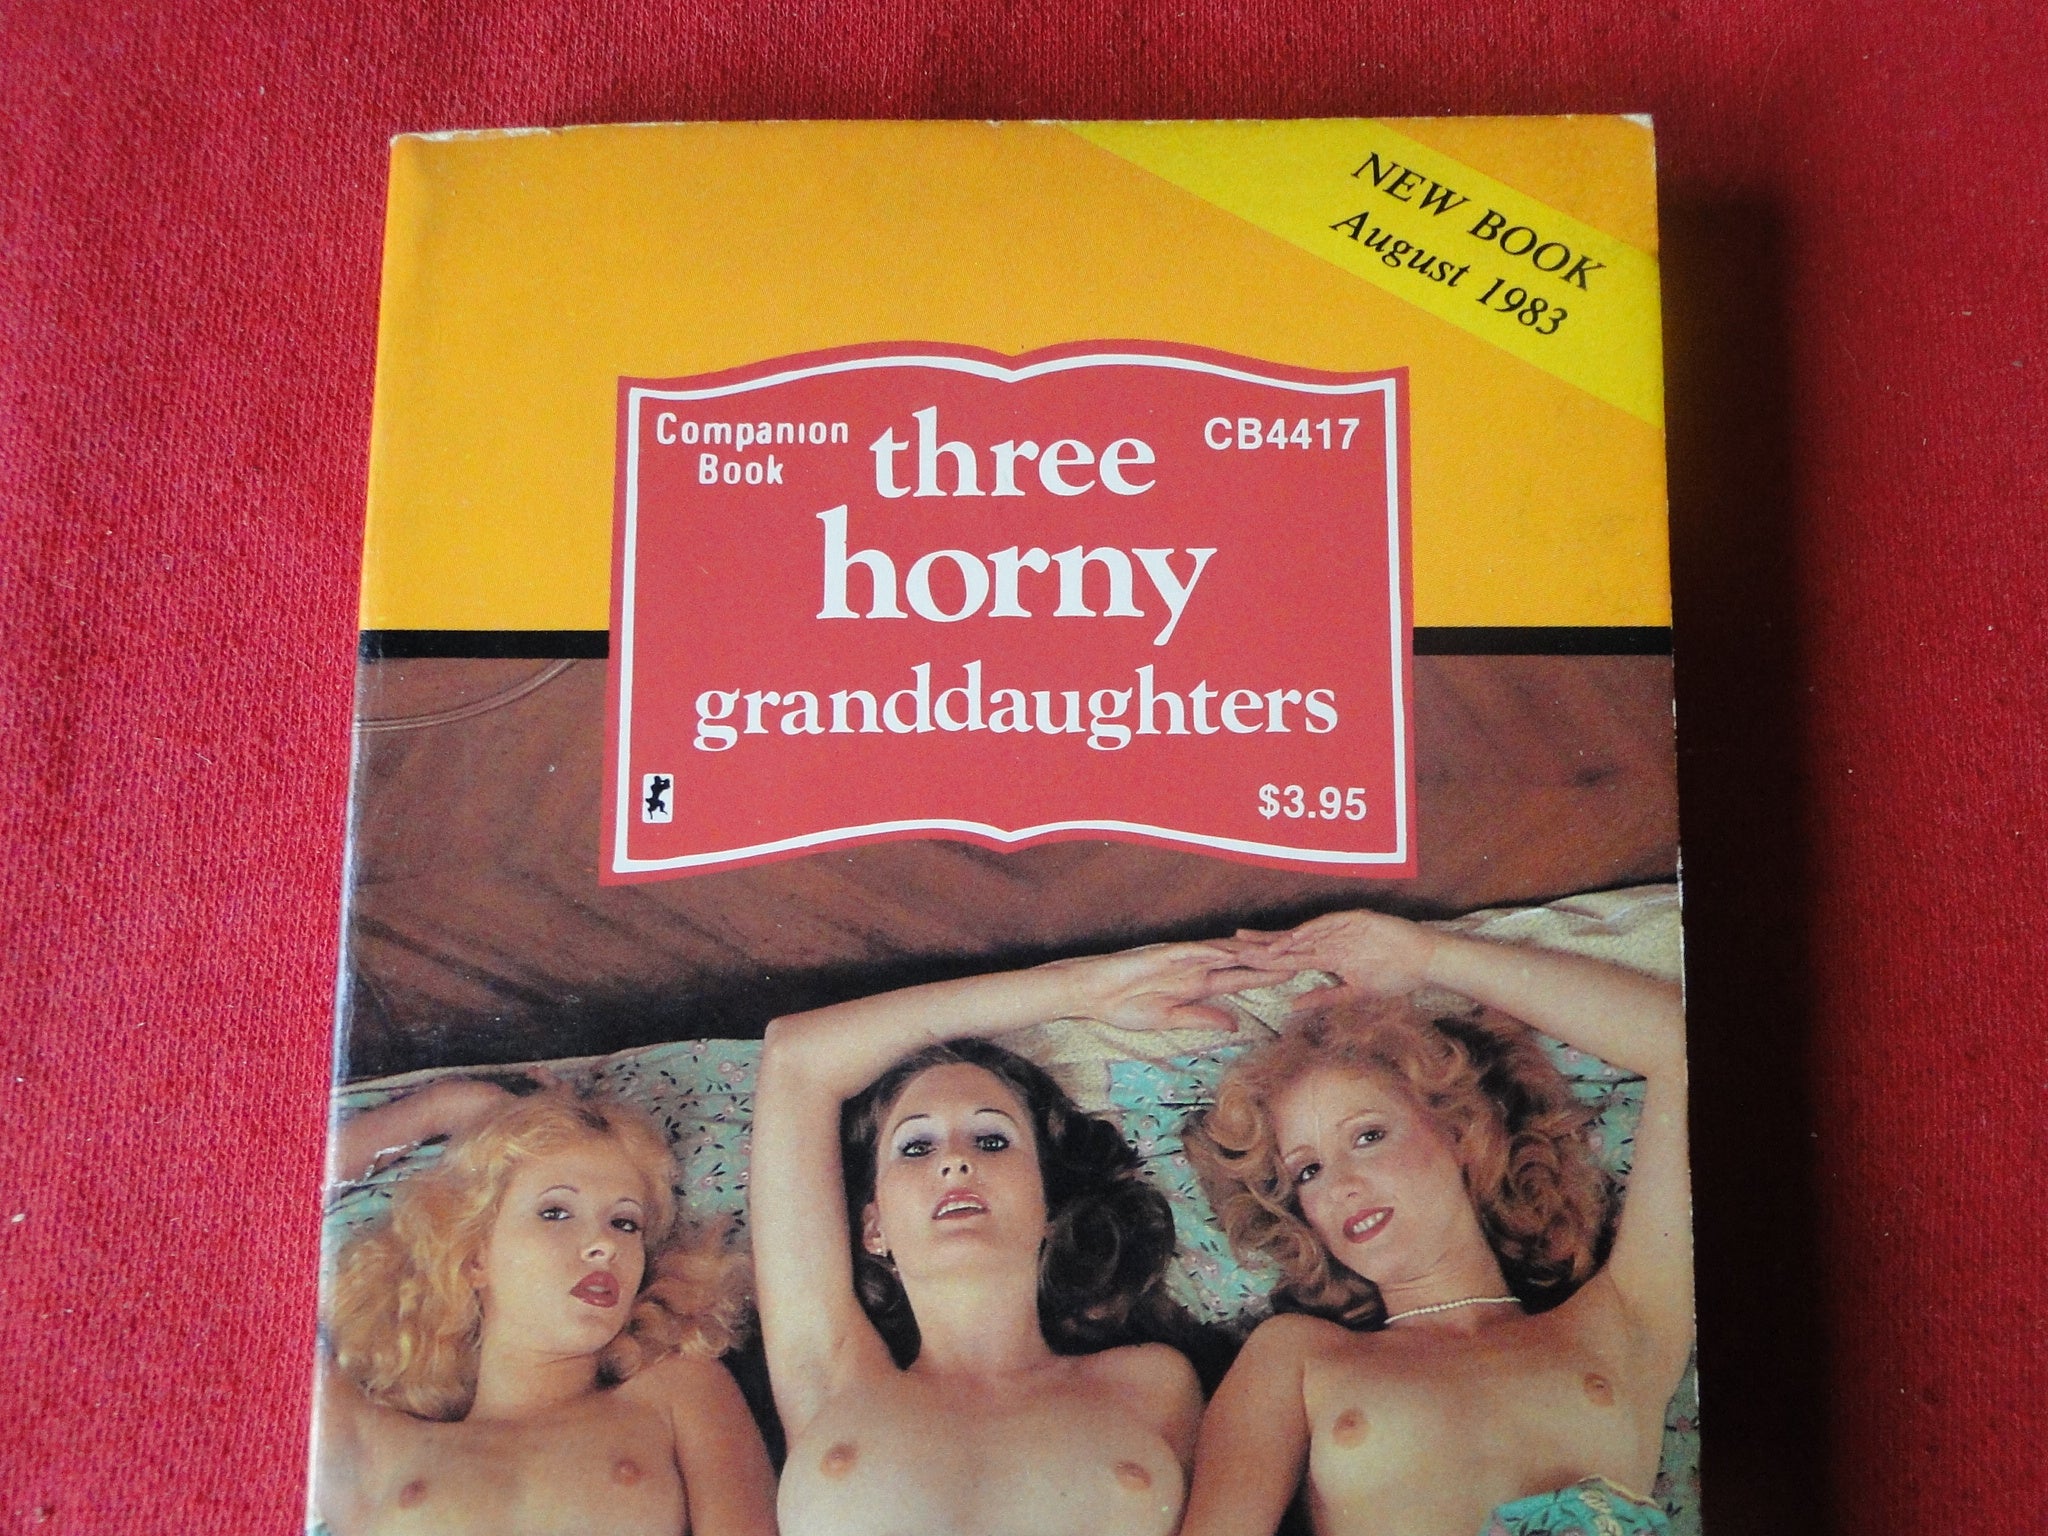 NEW BOOK
August 1983
Companion
Book
CB4417
three
horny
granddaughters
$3.95